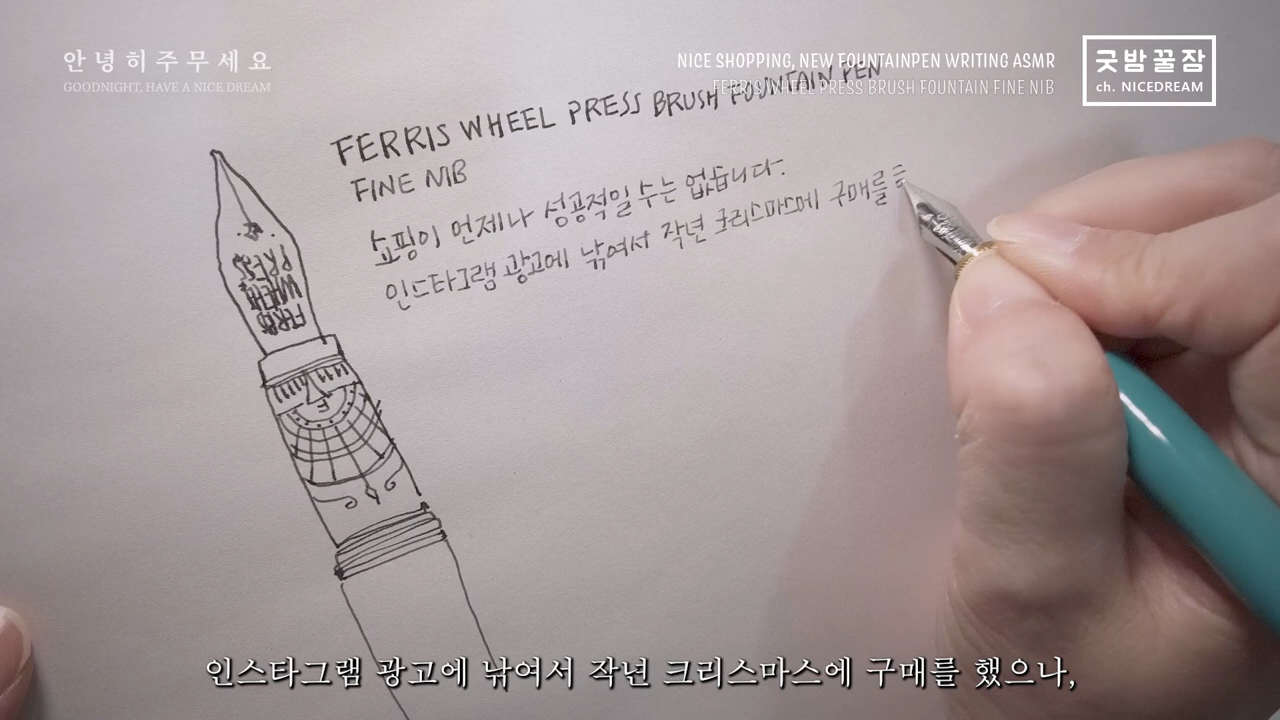 안녕히주무세요
GOODNIGHT, HAVE A NICE DREAM
NICE SHOPPING, NEW FOUNTAINPEN WRITING ASMR
FERRIS WHEEL PRESS BRUSH FOUNTAIN FINE NIB
굿밤꿀잠
ch. NICEDREAM
FERRIS WHEEL PRESS BRUSH FOUNTAIN PEN
FINE NIB
쇼핑이 언제나 성공적일 수는 없습니다.
인스타그램 광고에 낚여서 작년 크리스마스에 구매를
PRESS
WHEEL
FERRIS
인스타그램 광고에 낚여서 작년 크리스마스에 구매를 했으나,